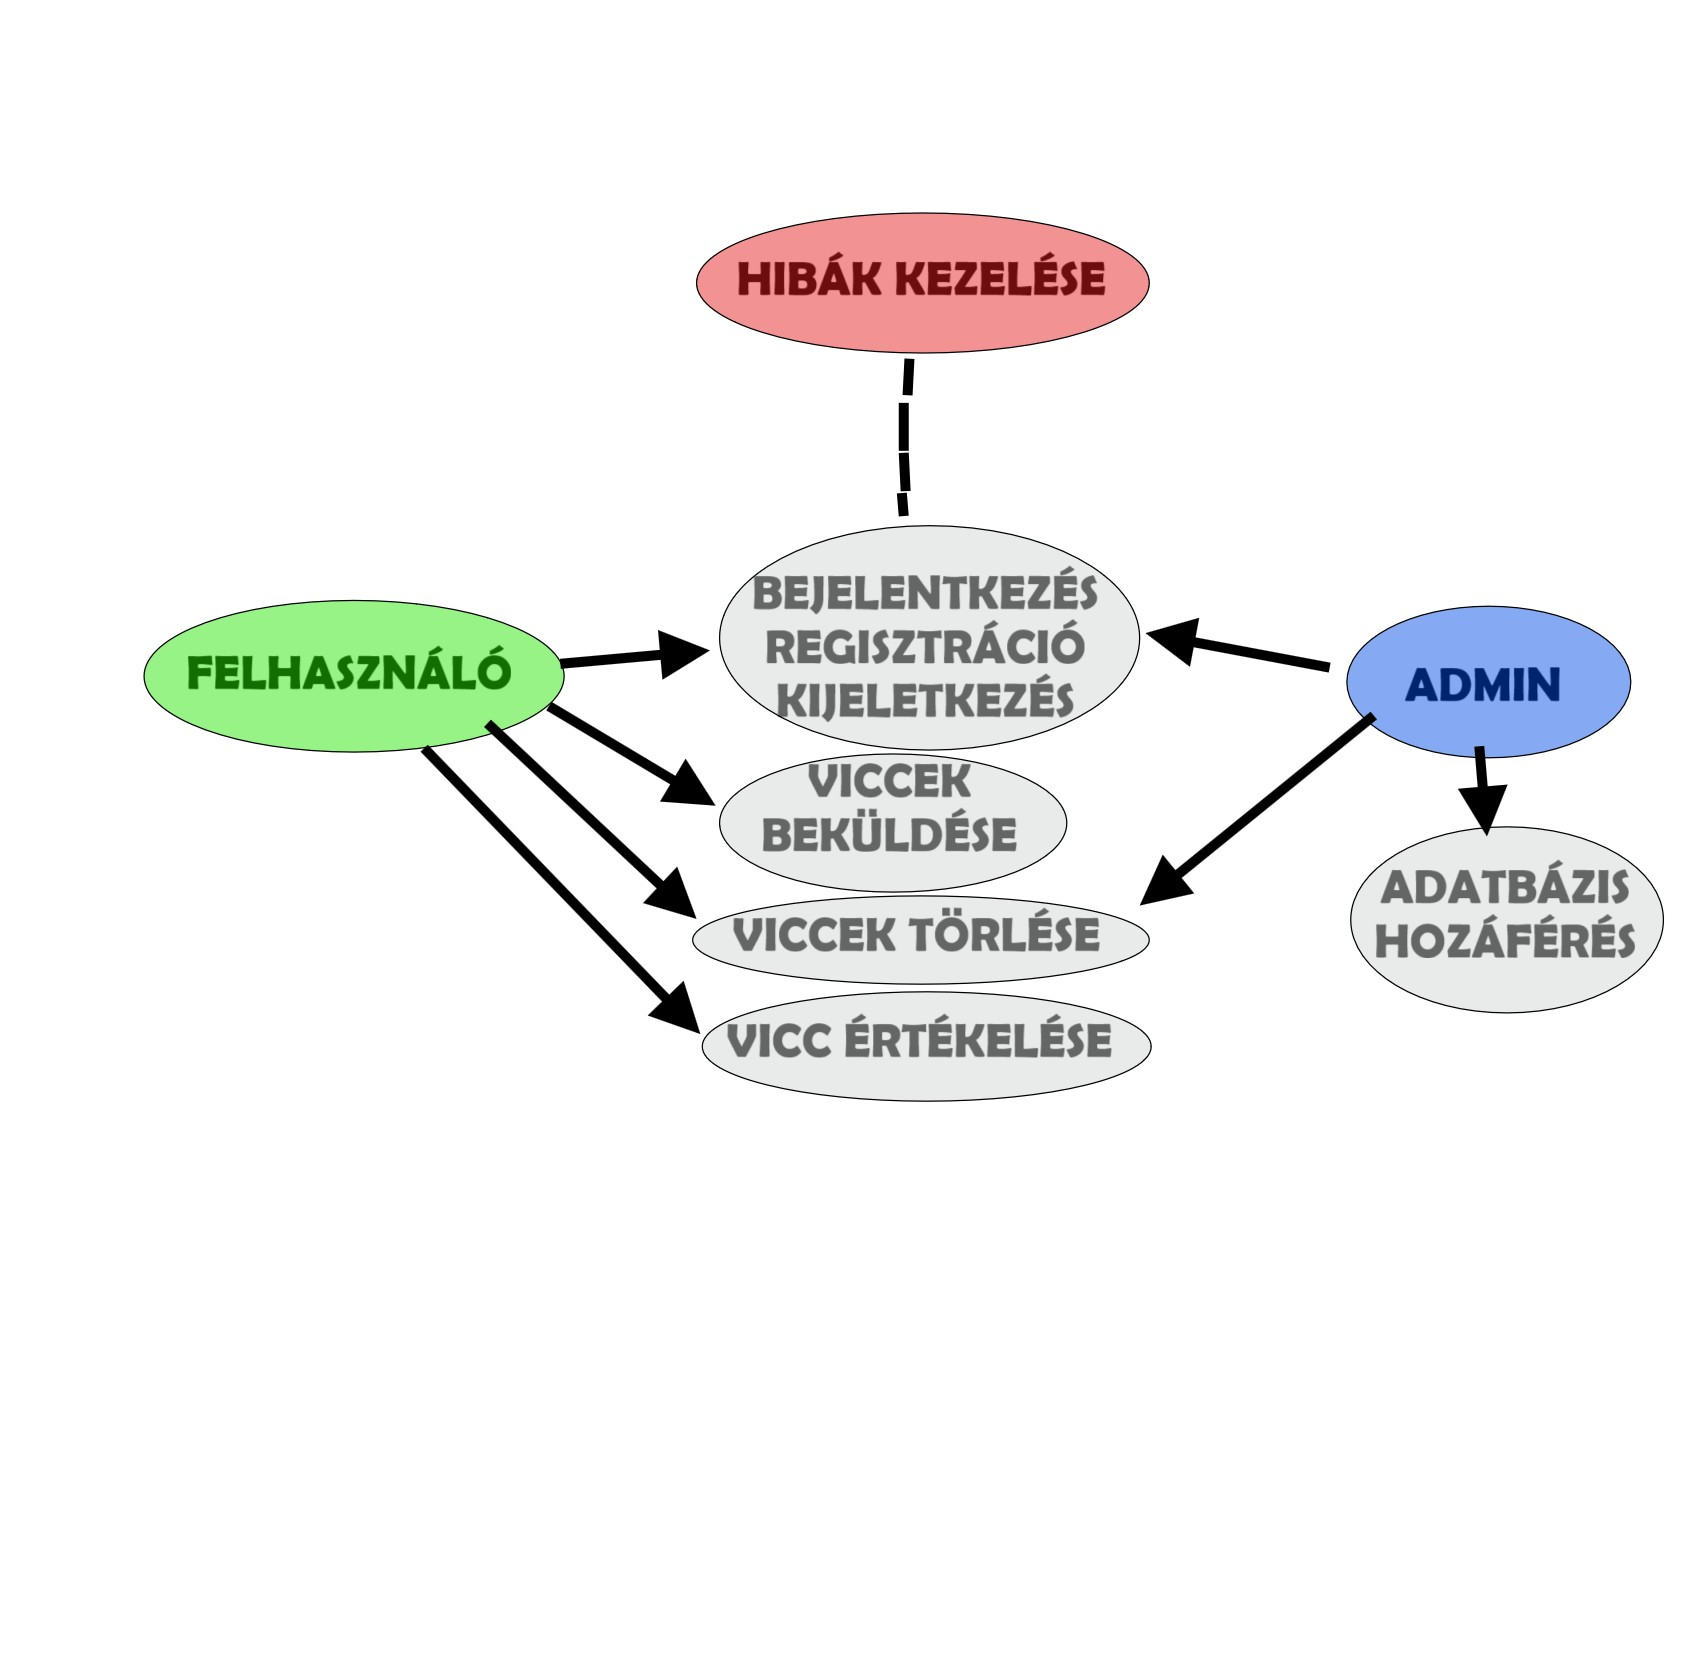 HIBÁK KEZELÉSE
BEJELENTKEZÉS
REGISZTRÁCIÓ
KIJELETKEZÉS
FELHASZNÁLÓ
ADMIN
VICCEK
BEKÜLDÉSE
VICCEK TÖRLÉSE
VICC ÉRTÉKELÉSE
ADATBÁZIS
HOZÁFÉRÉS